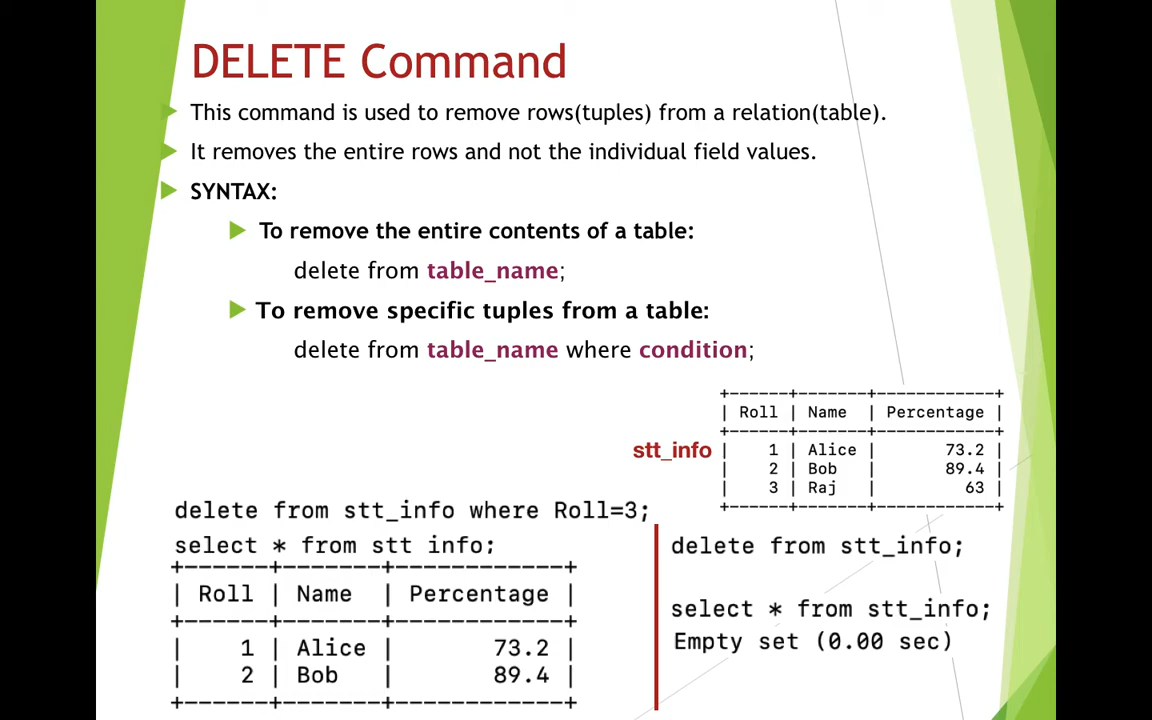 DELETE Command
This command is used to remove rows(tuples) from a relation(table).
It removes the entire rows and not the individual field values.
SYNTAX:
To remove the entire contents of a table:
delete from table_name;
To remove specific tuples from a table:
delete from table_name where condition;
stt_info
+------+-------+------------+
| Roll | Name | Percentage |
+------+-------+------------+
| 1 | Alice | 73.2 |
| 2 | Bob | 89.4 |
| 3 | Raj | 63 |
+------+-------+------------+
delete from stt_info where Roll=3;
select * from stt info;
+------+-------+------------+
| Roll | Name | Percentage |
+------+-------+------------+
| 1 | Alice | 73.2 |
| 2 | Bob | 89.4 |
+------+-------+------------+
delete from stt_info;
select * from stt_info;
Empty set (0.00 sec)